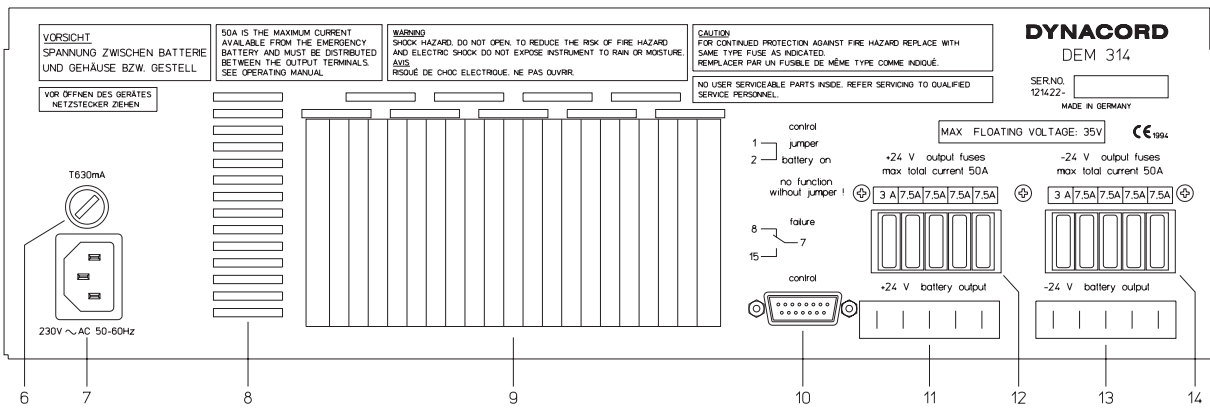 VORSICHT
SPANNUNG ZWISCHEN BATTERIE
UND GEHÄUSE BZW. GESTELL
VOR ÖFFNEN DES GERÄTES
NETZSTECKER ZIEHEN
50A IS THE MAXIMUM CURRENT
AVAILABLE FROM THE EMERGENCY
BATTERY AND MUST BE DISTRIBUTED
BETWEEN THE OUTPUT TERMINALS.
SEE OPERATING MANUAL
WARNING
SHOCK HAZARD. DO NOT OPEN. TO REDUCE THE RISK OF FIRE HAZARD
AND ELECTRIC SHOCK DO NOT EXPOSE INSTRUMENT TO RAIN OR MOISTURE.
AVIS
RISQUÉ DE CHOC ELECTRIQUE. NE PAS OUVRIR.
CAUTION
FOR CONTINUED PROTECTION AGAINST FIRE HAZARD REPLACE WITH
SAME TYPE FUSE AS INDICATED.
REMPLACER PAR UN FUSIBLE DE MÊME TYPE COMME INDIQUÉ.
NO USER SERVICEABLE PARTS INSIDE. REFER SERVICING TO QUALIFIED
SERVICE PERSONNEL.
DYNACORD
DEM 314
SER.NO.
121422-
MADE IN GERMANY
MAX FLOATING VOLTAGE: 35V
CE 1994
T630mA
230V ~ AC 50-60Hz
control
1 jumper
2 battery on
no function
without jumper !
failure
8
7
15
control
+24 V output fuses
max total current 50A
3 A 7.5A 7.5A 7.5A 7.5A
+24 V battery output
-24 V output fuses
max total current 50A
3 A 7.5A 7.5A 7.5A 7.5A
-24 V battery output
6 7 8 9 10 11 12 13 14